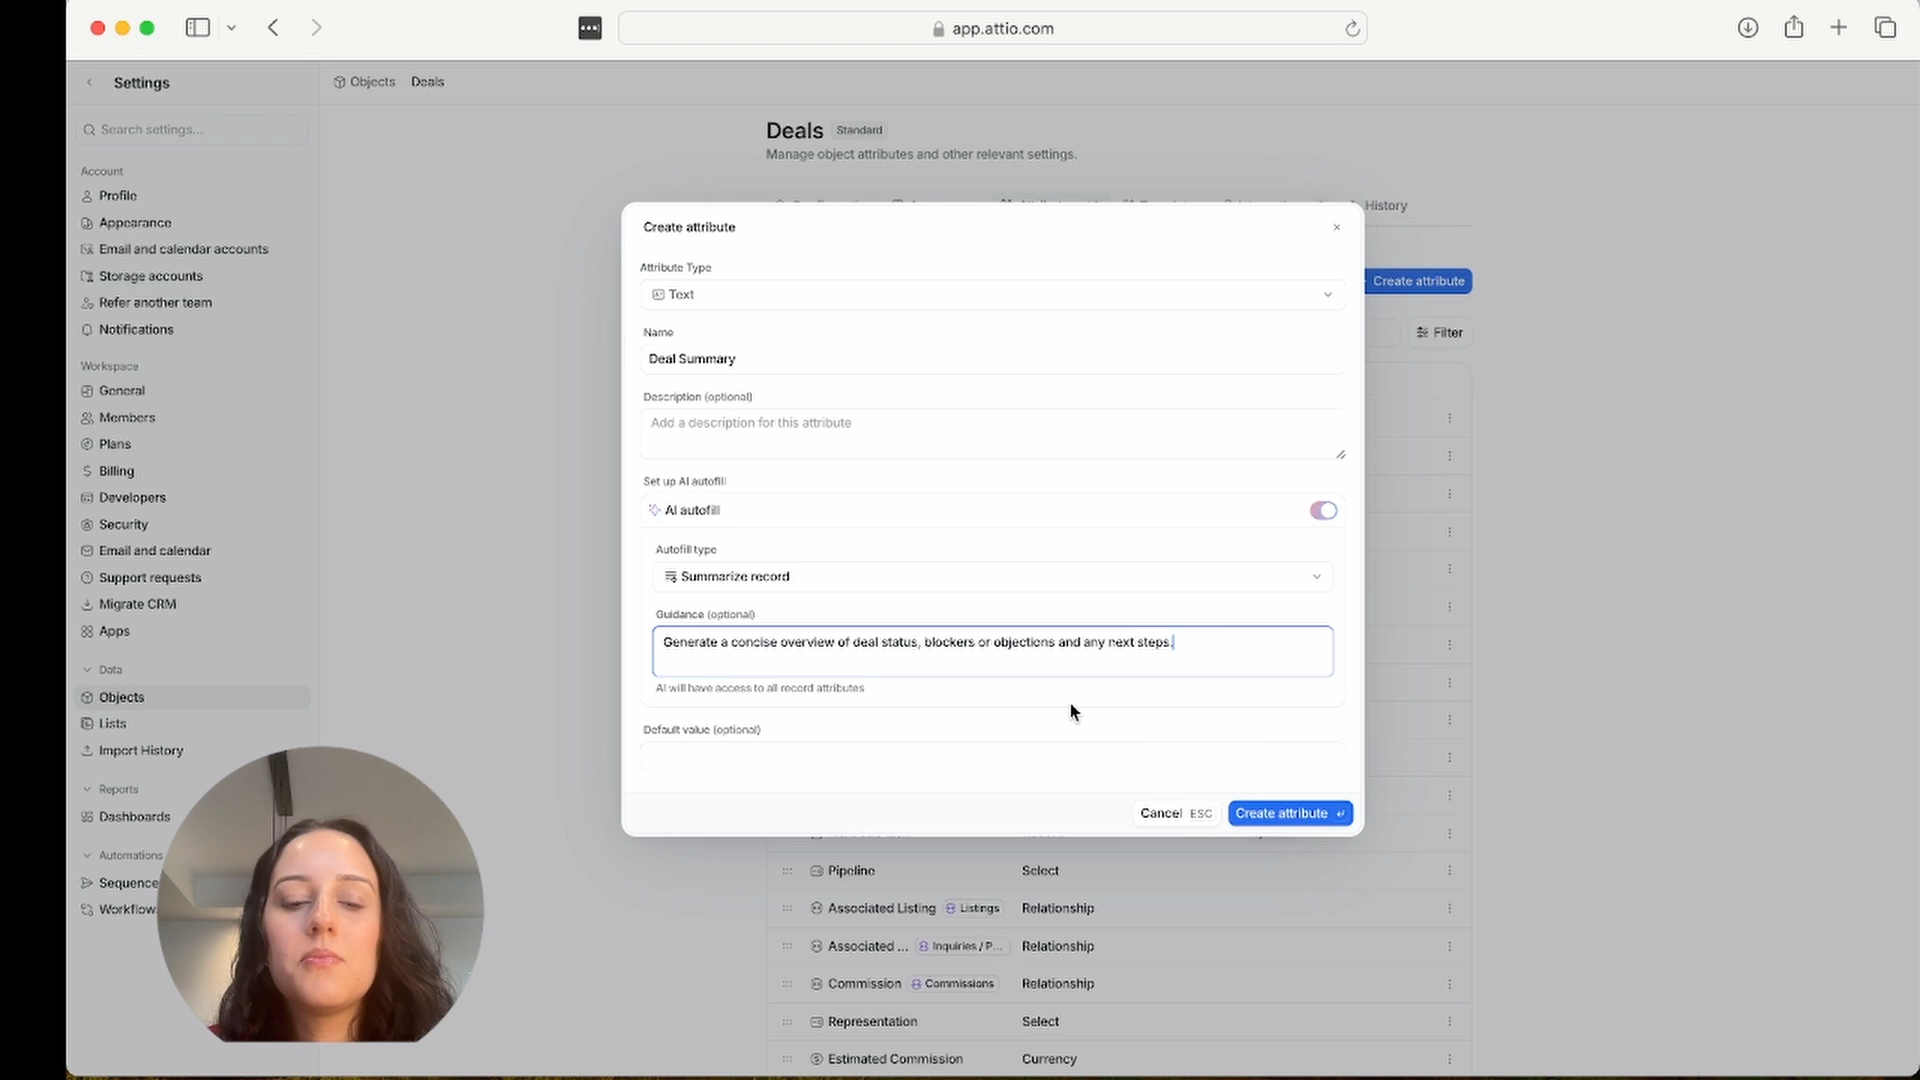 app.attio.com
Settings
Objects
Deals
Search settings...
Deals
Standard
Manage object attributes and other relevant settings.
Account
Profile
Appearance
Email and calendar accounts
Storage accounts
Refer another team
Notifications
Workspace
General
Members
Plans
Billing
Developers
Security
Email and calendar
Support requests
Migrate CRM
Apps
Data
Objects
Lists
Import History
Reports
Dashboards
Automations
Sequence
Workflow
History
Create attribute
Filter
Create attribute
Attribute Type
Text
Name
Deal Summary
Description (optional)
Add a description for this attribute
Set up AI autofill
AI autofill
Autofill type
Summarize record
Guidance (optional)
Generate a concise overview of deal status, blockers or objections and any next steps.
AI will have access to all record attributes
Default value (optional)
Cancel ESC
Create attribute
Pipeline Select
Associated Listing Listings Relationship
Associated ... Inquiries / P... Relationship
Commission Commissions Relationship
Representation Select
Estimated Commission Currency